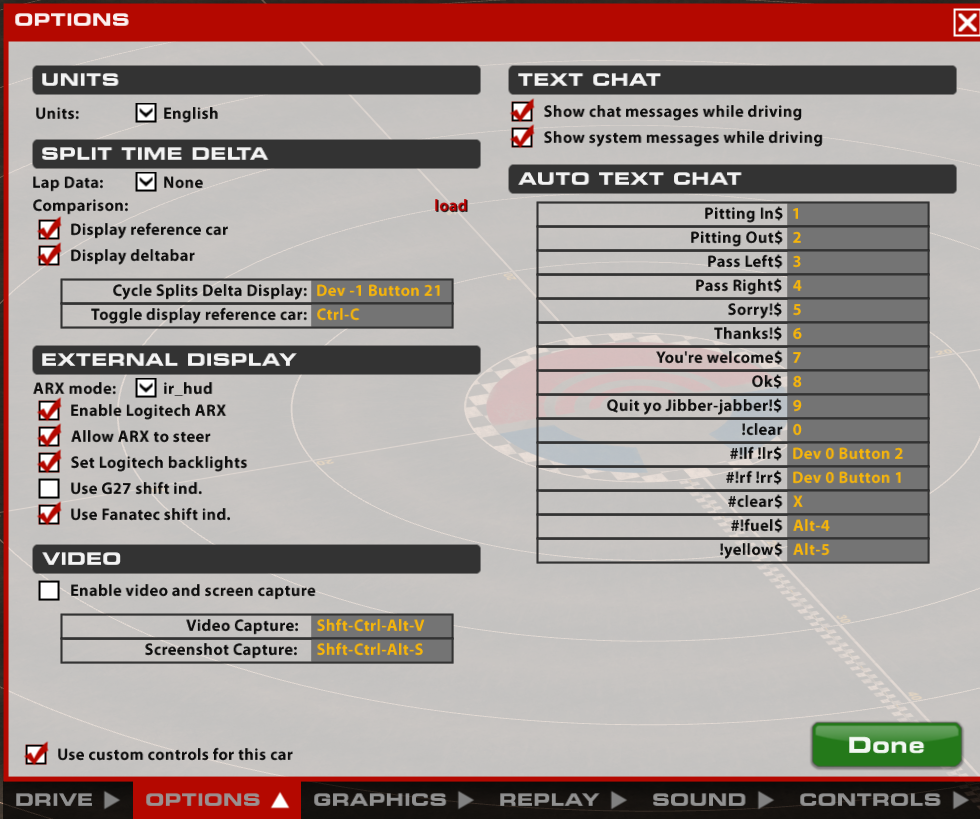 OPTIONS
UNITS
Units: English
SPLIT TIME DELTA
Lap Data: None
Comparison: load
Display reference car
Display deltabar
Cycle Splits Delta Display: Dev -1 Button 21
Toggle display reference car: Ctrl-C
EXTERNAL DISPLAY
ARX mode: ir_hud
Enable Logitech ARX
Allow ARX to steer
Set Logitech backlights
Use G27 shift ind.
Use Fanatec shift ind.
VIDEO
Enable video and screen capture
Video Capture: Shft-Ctrl-Alt-V
Screenshot Capture: Shft-Ctrl-Alt-S
Use custom controls for this car
TEXT CHAT
Show chat messages while driving
Show system messages while driving
AUTO TEXT CHAT
Pitting In$ 1
Pitting Out$ 2
Pass Left$ 3
Pass Right$ 4
Sorry!$ 5
Thanks!$ 6
You're welcome$ 7
Ok$ 8
Quit yo Jibber-jabber!$ 9
!clear 0
#!lf !lr$ Dev 0 Button 2
#!rf !rr$ Dev 0 Button 1
#clear$ X
#!fuel$ Alt-4
!yellow$ Alt-5
Done
DRIVE OPTIONS GRAPHICS REPLAY SOUND CONTROLS